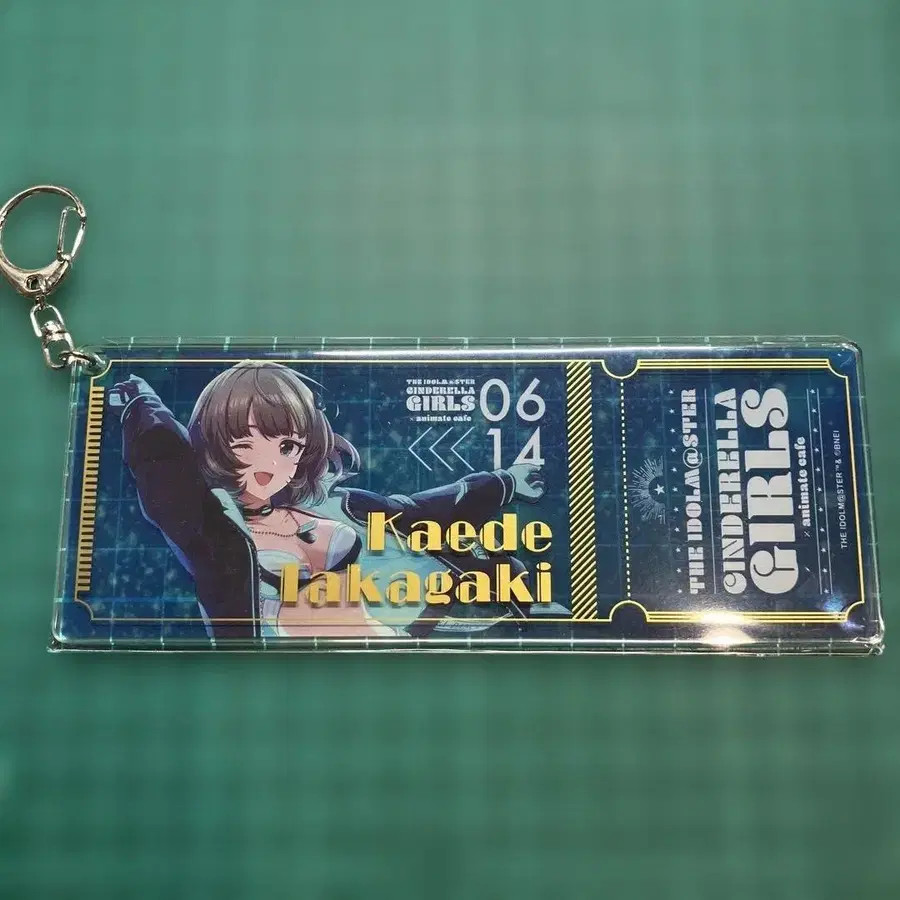 THE IDOLM@STER
CINDERELLA
GIRLS
× animate cafe
06
14
Kaede
Takagaki
THE IDOLM@STER
CINDERELLA
GIRLS
× animate cafe
THE IDOLM@STER™& ©BNEI